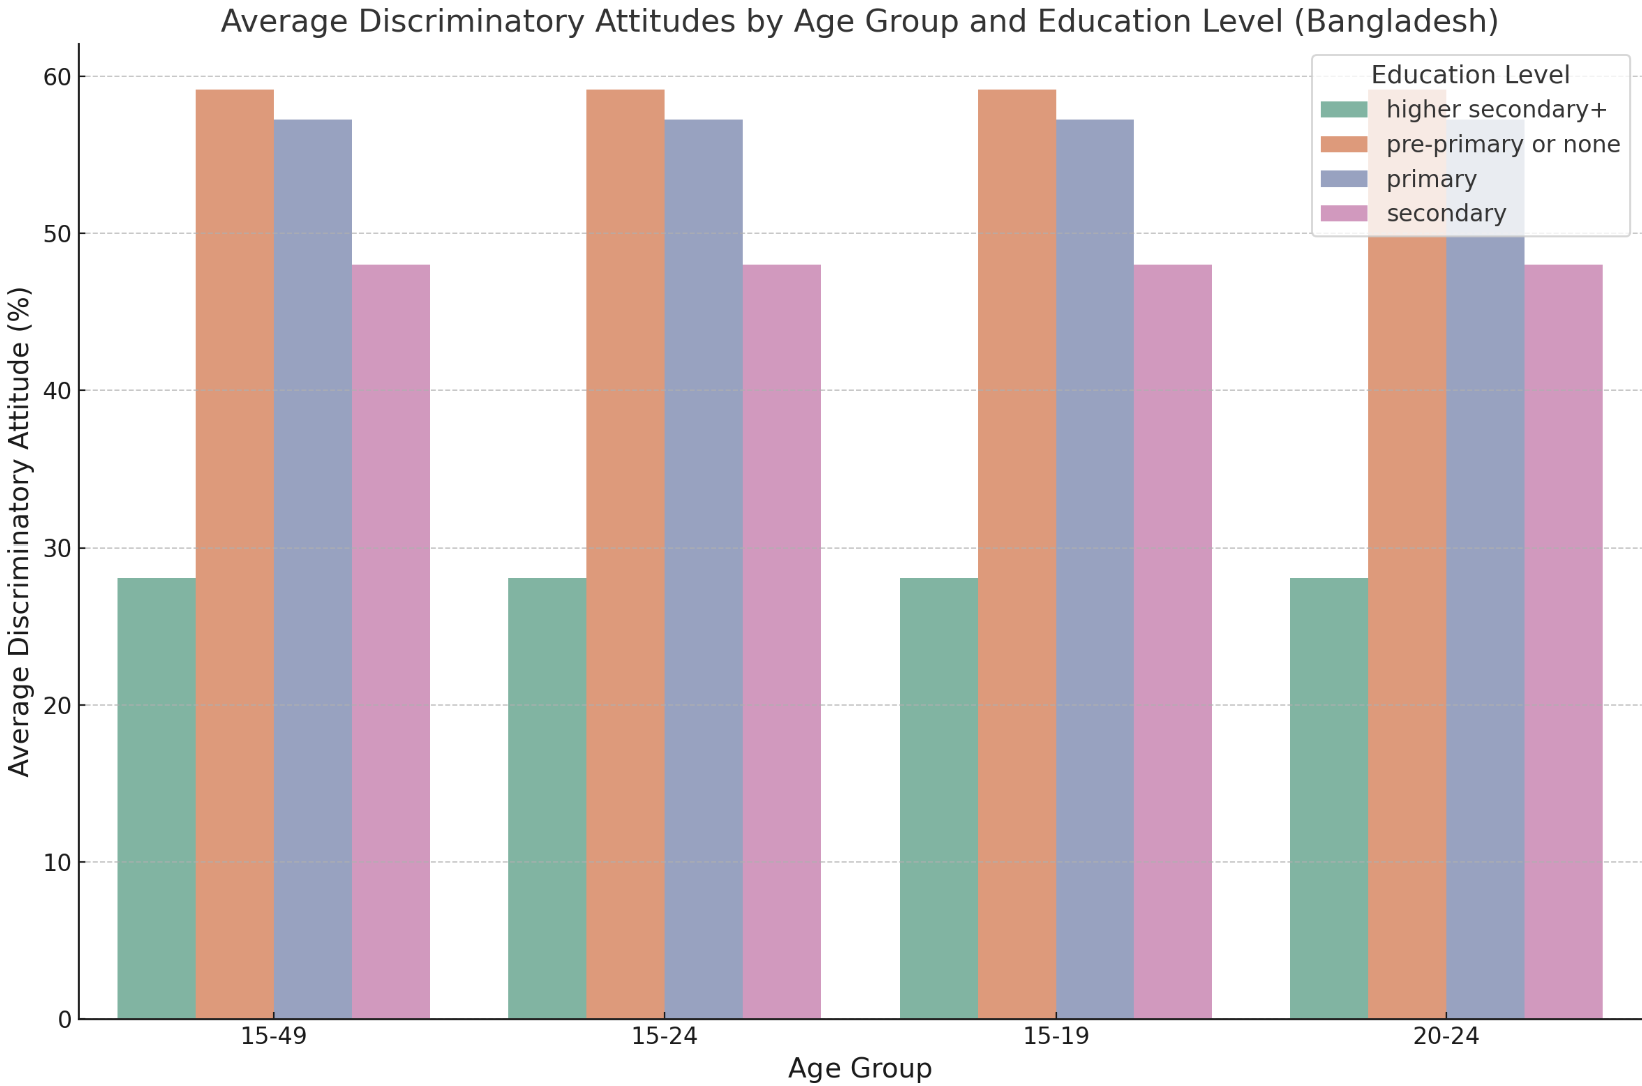 Average Discriminatory Attitudes by Age Group and Education Level (Bangladesh)
Education Level
higher secondary+
pre-primary or none
primary
secondary
Average Discriminatory Attitude (%)
60
50
40
30
20
10
0
15-49
15-24
15-19
20-24
Age Group